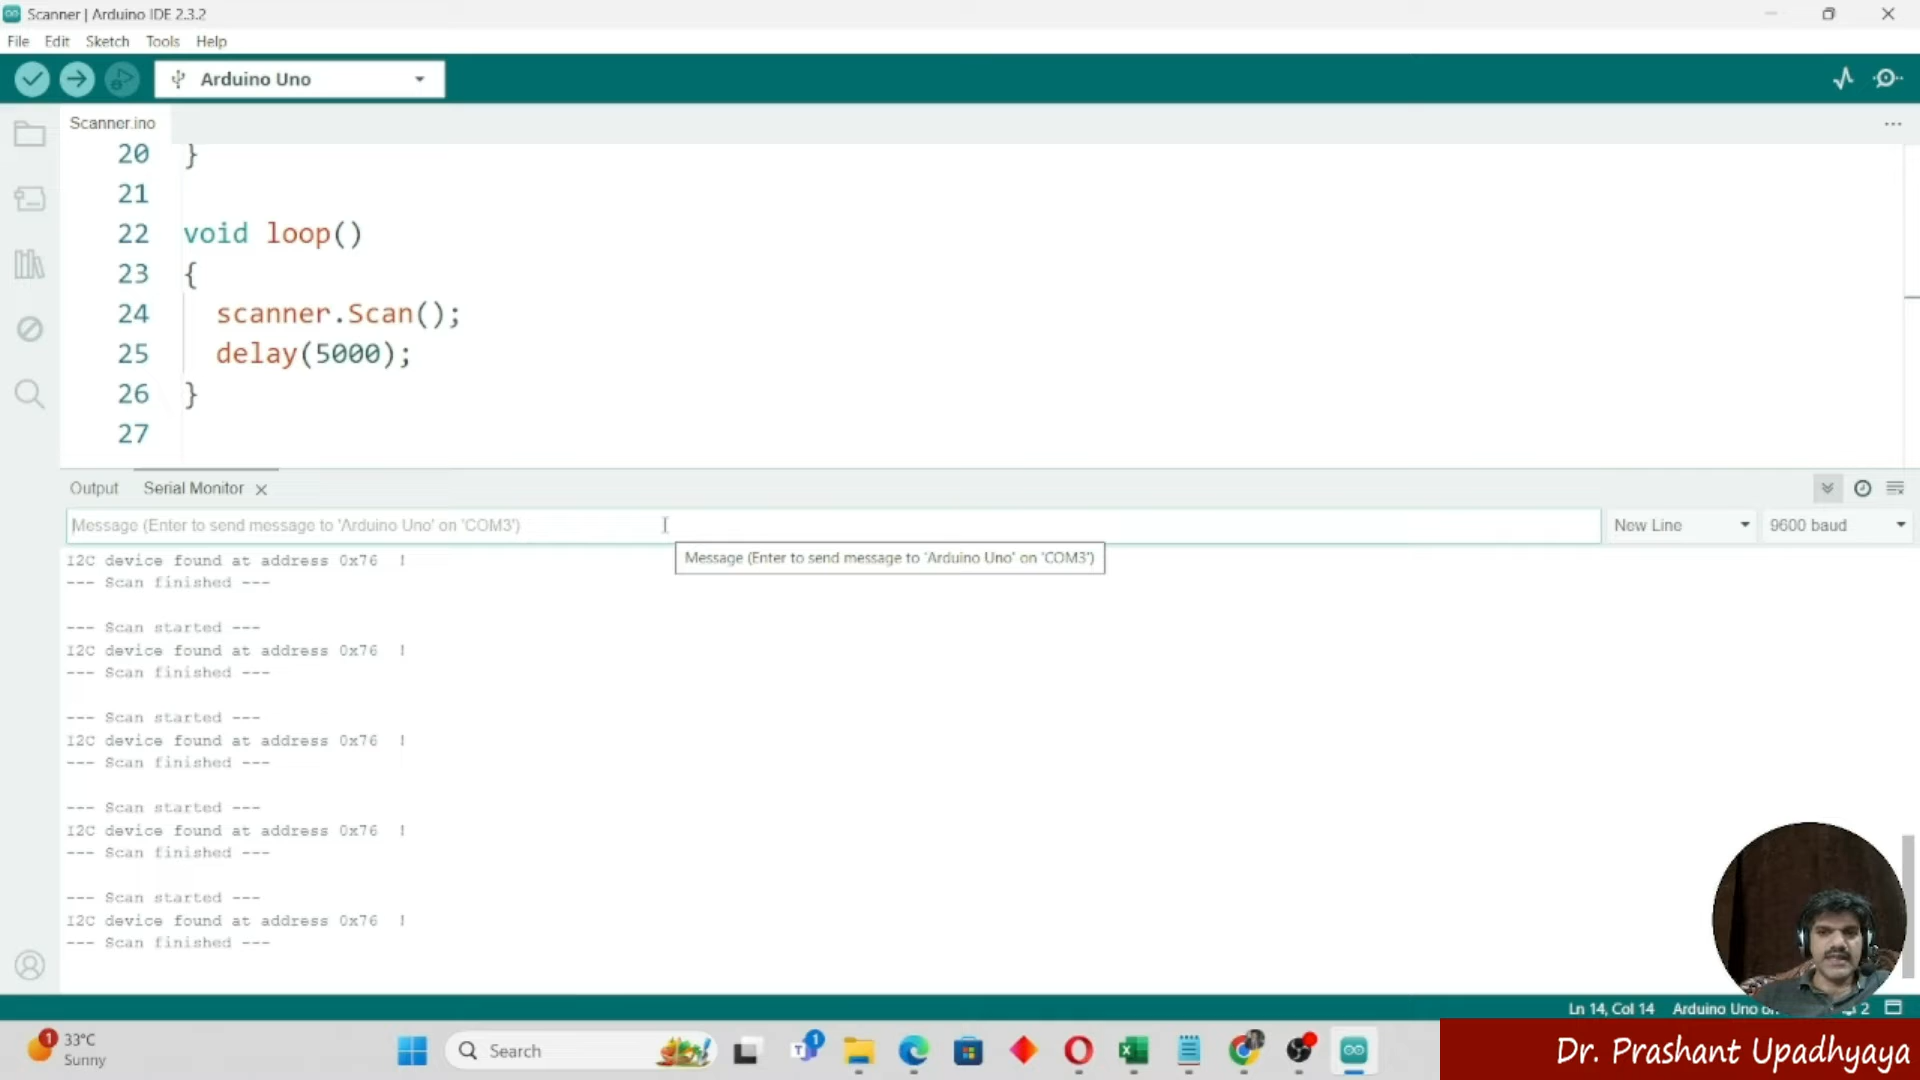 Scanner | Arduino IDE 2.3.2
File Edit Sketch Tools Help
Arduino Uno
Scanner.ino
20 }
21
22 void loop()
23 {
24 scanner.Scan();
25 delay(5000);
26 }
27
Output Serial Monitor
Message (Enter to send message to 'Arduino Uno' on 'COM3') New Line 9600 baud
Message (Enter to send message to 'Arduino Uno' on 'COM3')
I2C device found at address 0x76 !
--- Scan finished ---
--- Scan started ---
I2C device found at address 0x76 !
--- Scan finished ---
--- Scan started ---
I2C device found at address 0x76 !
--- Scan finished ---
--- Scan started ---
I2C device found at address 0x76 !
--- Scan finished ---
--- Scan started ---
I2C device found at address 0x76 !
--- Scan finished ---
Ln 14, Col 14 Arduino Uno 2
1 33°C
Sunny
Search
1
Dr. Prashant Upadhyaya